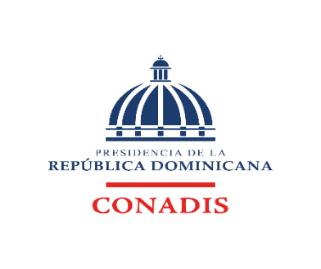 PRESIDENCIA DE LA
REPÚBLICA DOMINICANA
CONADIS